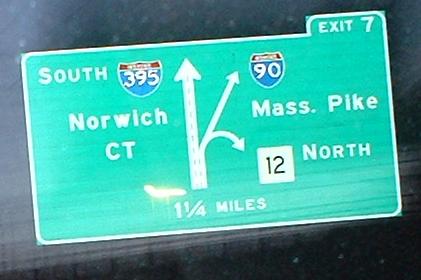 EXIT 7
SOUTH 395
Norwich
CT
90
Mass. Pike
12 NORTH
1¼ MILES